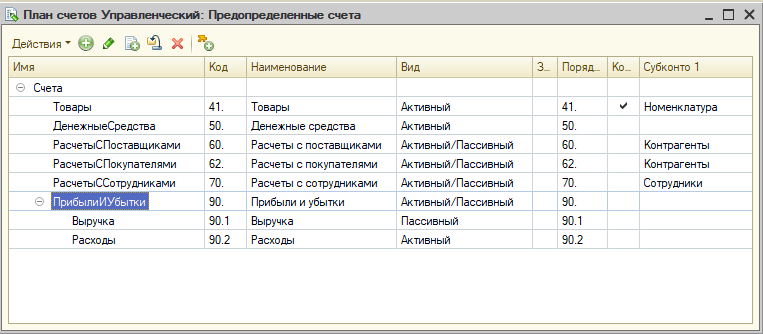 План счетов Управленческий: Предопределенные счета
Действия
Имя Код Наименование Вид З... Поряд... Ко... Субконто 1
Счета
Товары 41. Товары Активный 41. Номенклатура
ДенежныеСредства 50. Денежные средства Активный 50.
РасчетыСПоставщиками 60. Расчеты с поставщиками Активный/Пассивный 60. Контрагенты
РасчетыСПокупателями 62. Расчеты с покупателями Активный/Пассивный 62. Контрагенты
РасчетыССотрудниками 70. Расчеты с сотрудниками Активный/Пассивный 70. Сотрудники
ПрибылиИУбытки 90. Прибыли и убытки Активный/Пассивный 90.
Выручка 90.1 Выручка Пассивный 90.1
Расходы 90.2 Расходы Активный 90.2